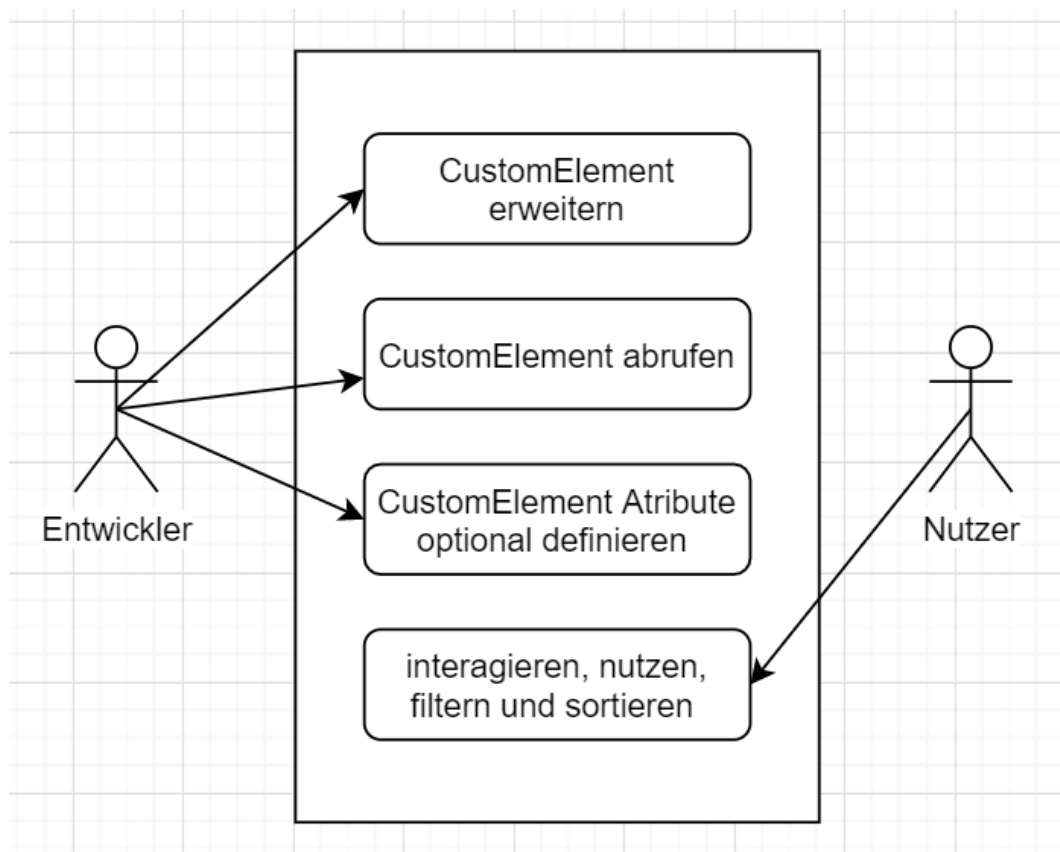 CustomElement
erweitern
CustomElement abrufen
CustomElement Atribute
optional definieren
Entwickler
Nutzer
interagieren, nutzen,
filtern und sortieren